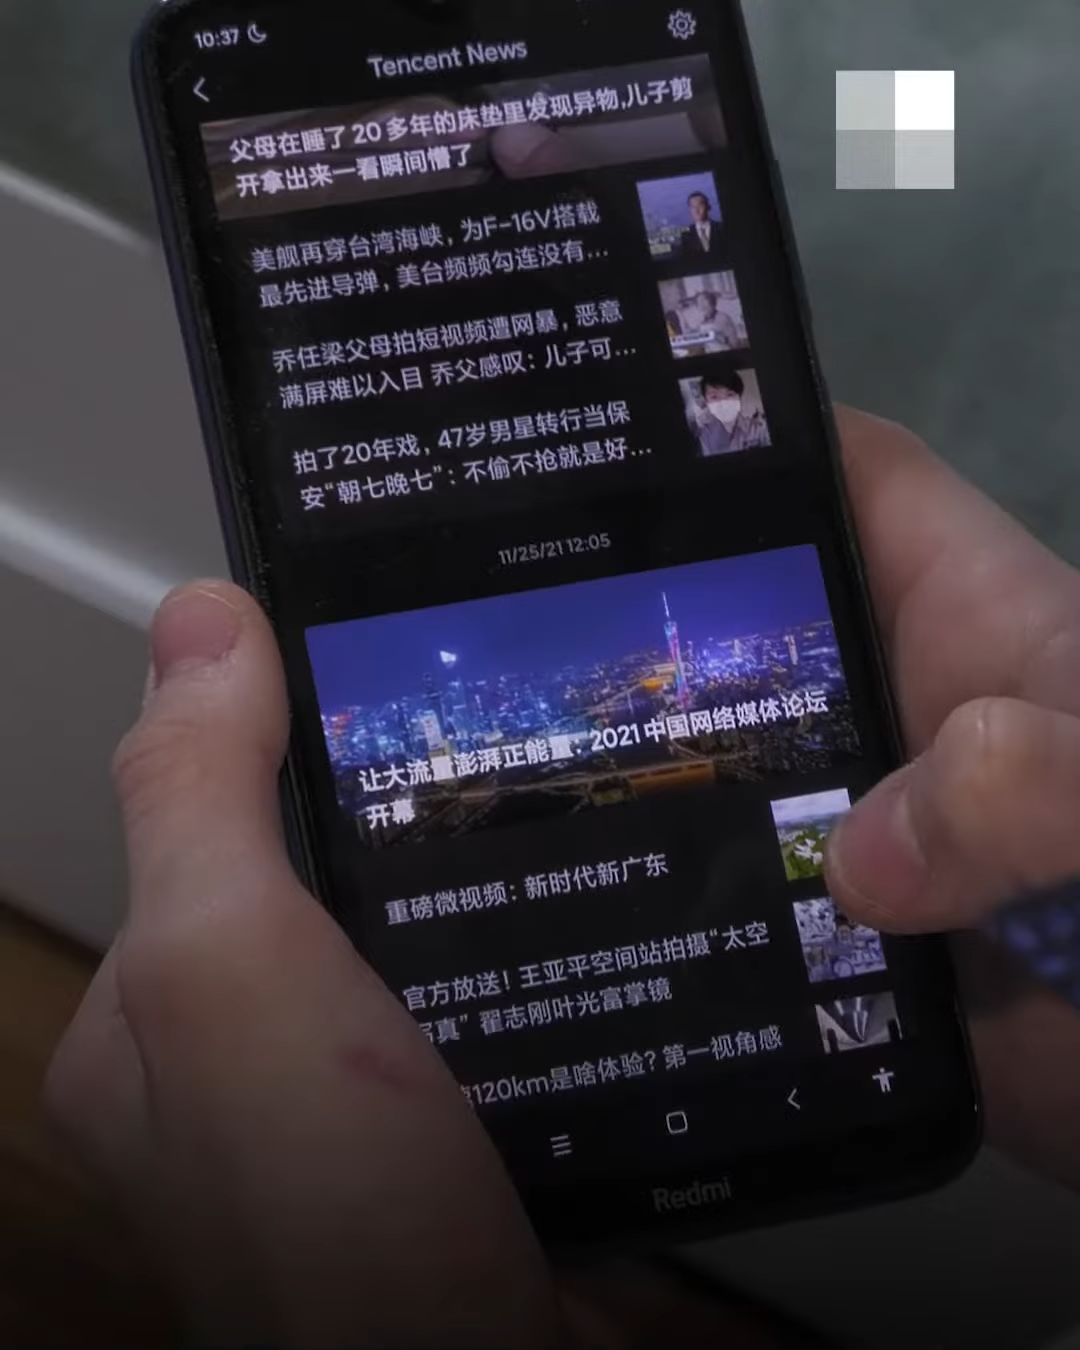 10:37
Tencent News
父母在睡了20多年的床垫里发现异物,儿子剪
开拿出来一看瞬间懵了
美舰再穿台湾海峡，为F-16V搭载
最先进导弹，美台频频勾连没有...
乔任梁父母拍短视频遭网暴，恶意
满屏难以入目 乔父感叹：儿子可...
拍了20年戏，47岁男星转行当保
安“朝七晚七”：不偷不抢就是好...
11/25/21 12:05
让大流量澎湃正能量：2021中国网络媒体论坛
开幕
重磅微视频：新时代新广东
官方放送！王亚平空间站拍摄“太空
写真” 翟志刚叶光富掌镜
120km是啥体验？第一视角感
Redmi